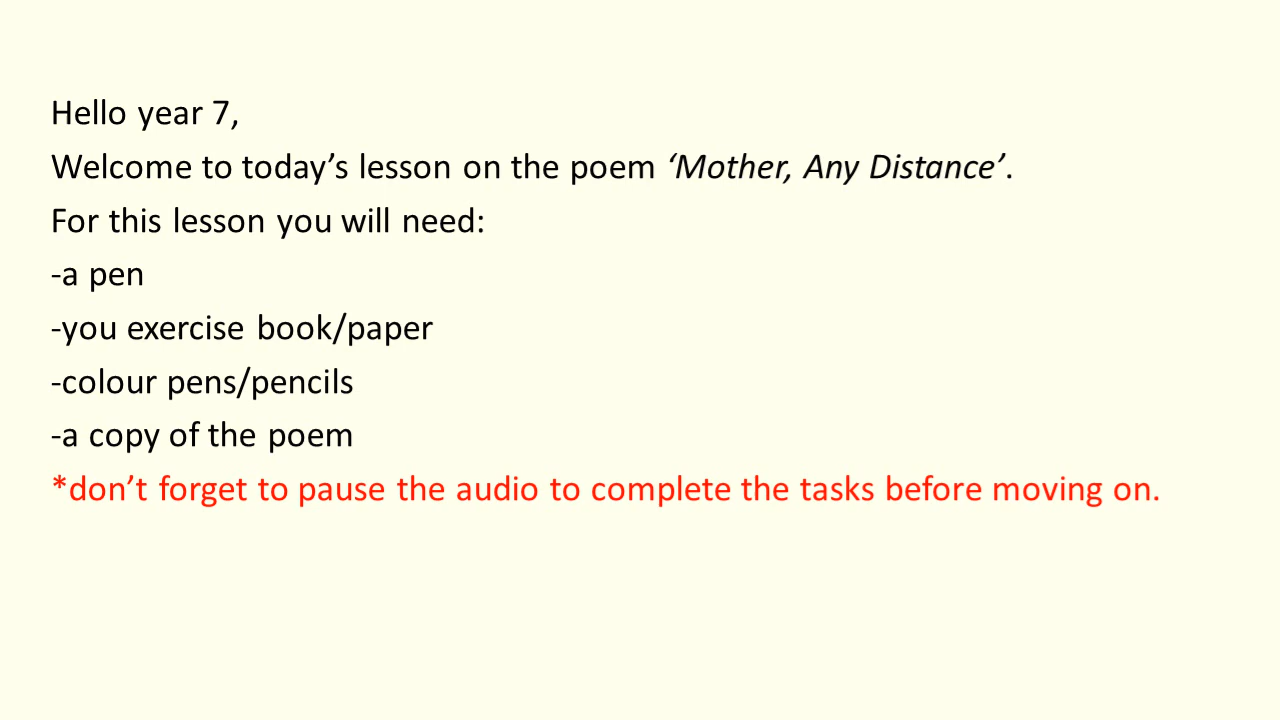 Hello year 7,
Welcome to today’s lesson on the poem ‘Mother, Any Distance’.
For this lesson you will need:
-a pen
-you exercise book/paper
-colour pens/pencils
-a copy of the poem
*don’t forget to pause the audio to complete the tasks before moving on.